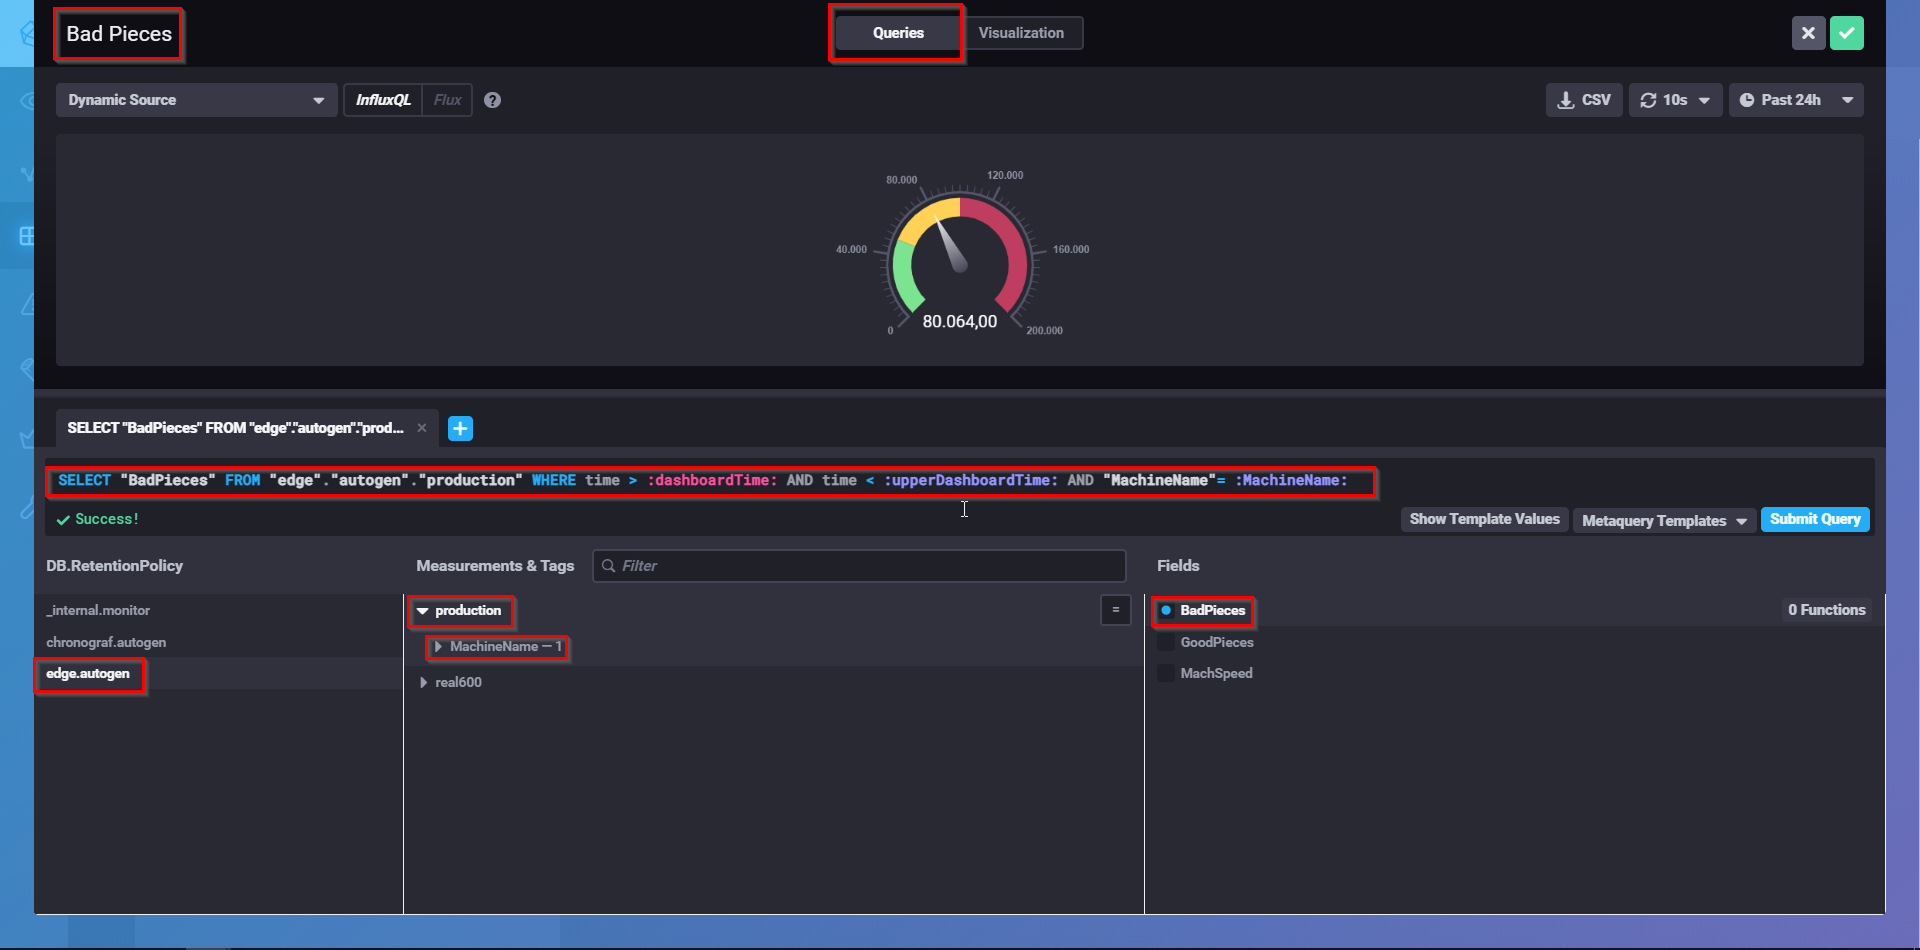 Bad Pieces
Queries
Visualization
Dynamic Source
InfluxQL
Flux
?
CSV
10s
Past 24h
80.000
120.000
40.000
160.000
0
80.064,00
200.000
SELECT "BadPieces" FROM "edge"."autogen"."prod...
SELECT "BadPieces" FROM "edge"."autogen"."production" WHERE time > :dashboardTime: AND time < :upperDashboardTime: AND "MachineName"= :MachineName:
Success!
Show Template Values
Metaquery Templates
Submit Query
DB.RetentionPolicy
Measurements & Tags
Filter
Fields
_internal.monitor
production
=
BadPieces
0 Functions
chronograf.autogen
MachineName — 1
GoodPieces
edge.autogen
real600
MachSpeed